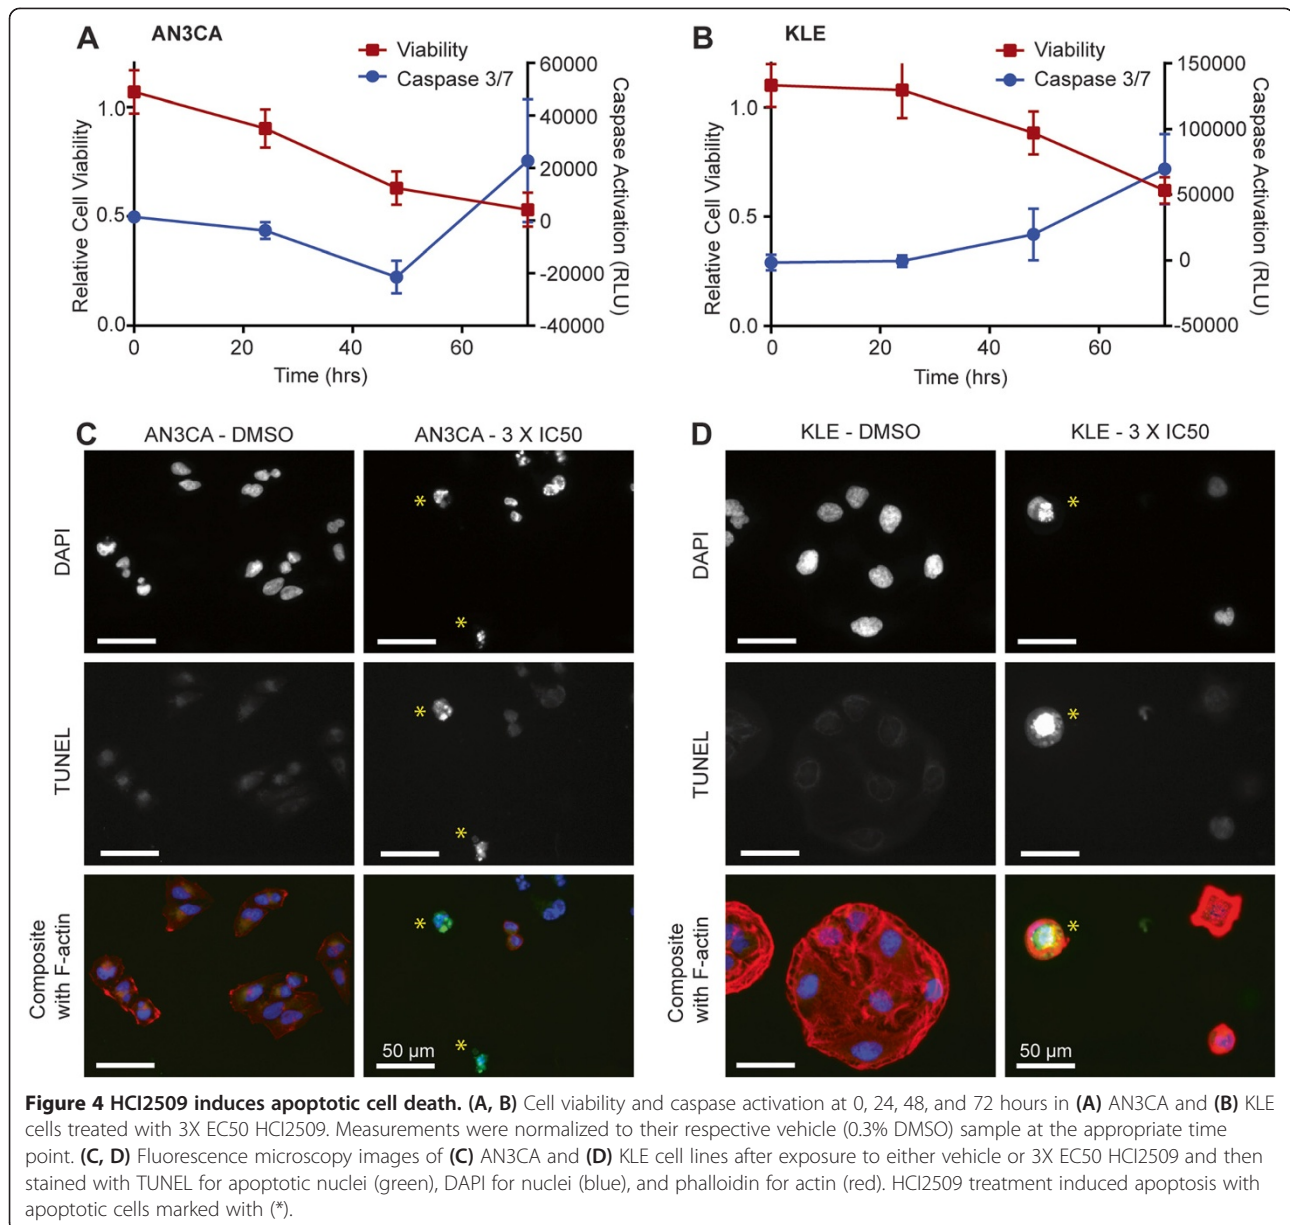 A AN3CA
Viability
Caspase 3/7
Relative Cell Viability
1.0
0.5
0.0
0 20 40 60
Time (hrs)
60000
40000
20000
0
-20000
-40000
Caspase Activation (RLU)
B KLE
Viability
Caspase 3/7
Relative Cell Viability
1.0
0.5
0.0
0 20 40 60
Time (hrs)
150000
100000
50000
0
-50000
Caspase Activation (RLU)
C AN3CA - DMSO AN3CA - 3 X IC50
DAPI
*
*
TUNEL
*
*
Composite
with F-actin
*
*
50 µm
D KLE - DMSO KLE - 3 X IC50
DAPI
*
TUNEL
*
Composite
with F-actin
*
50 µm
Figure 4 HCI2509 induces apoptotic cell death. (A, B) Cell viability and caspase activation at 0, 24, 48, and 72 hours in (A) AN3CA and (B) KLE
cells treated with 3X EC50 HCI2509. Measurements were normalized to their respective vehicle (0.3% DMSO) sample at the appropriate time
point. (C, D) Fluorescence microscopy images of (C) AN3CA and (D) KLE cell lines after exposure to either vehicle or 3X EC50 HCI2509 and then
stained with TUNEL for apoptotic nuclei (green), DAPI for nuclei (blue), and phalloidin for actin (red). HCI2509 treatment induced apoptosis with
apoptotic cells marked with (*).